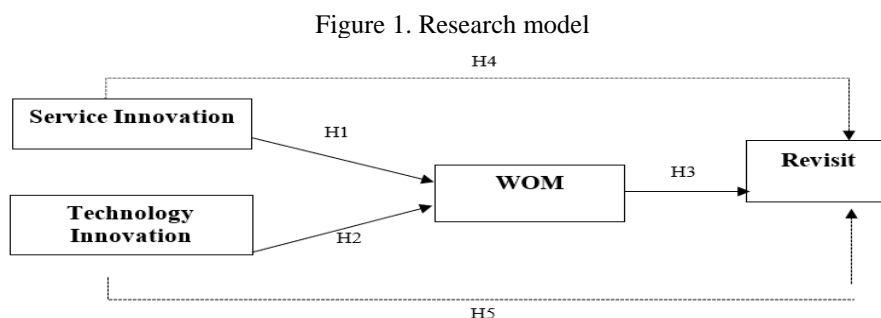 Figure 1. Research model
H4
Service Innovation
H1
Revisit
WOM
H3
Technology
Innovation
H2
H5